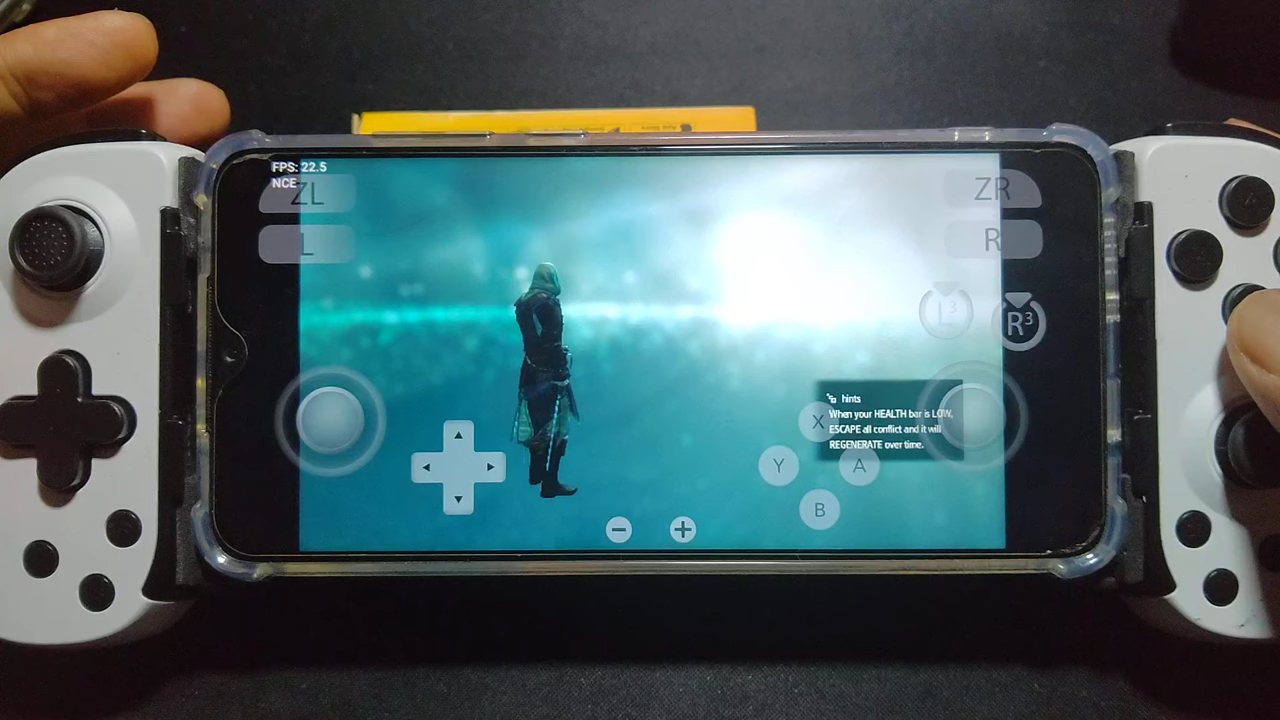 FPS: 22.5
NCE
ZL
L
ZR
R
L3
R3
hints
When your HEALTH bar is LOW,
ESCAPE all conflict and it will
REGENERATE over time.
X
Y
A
B